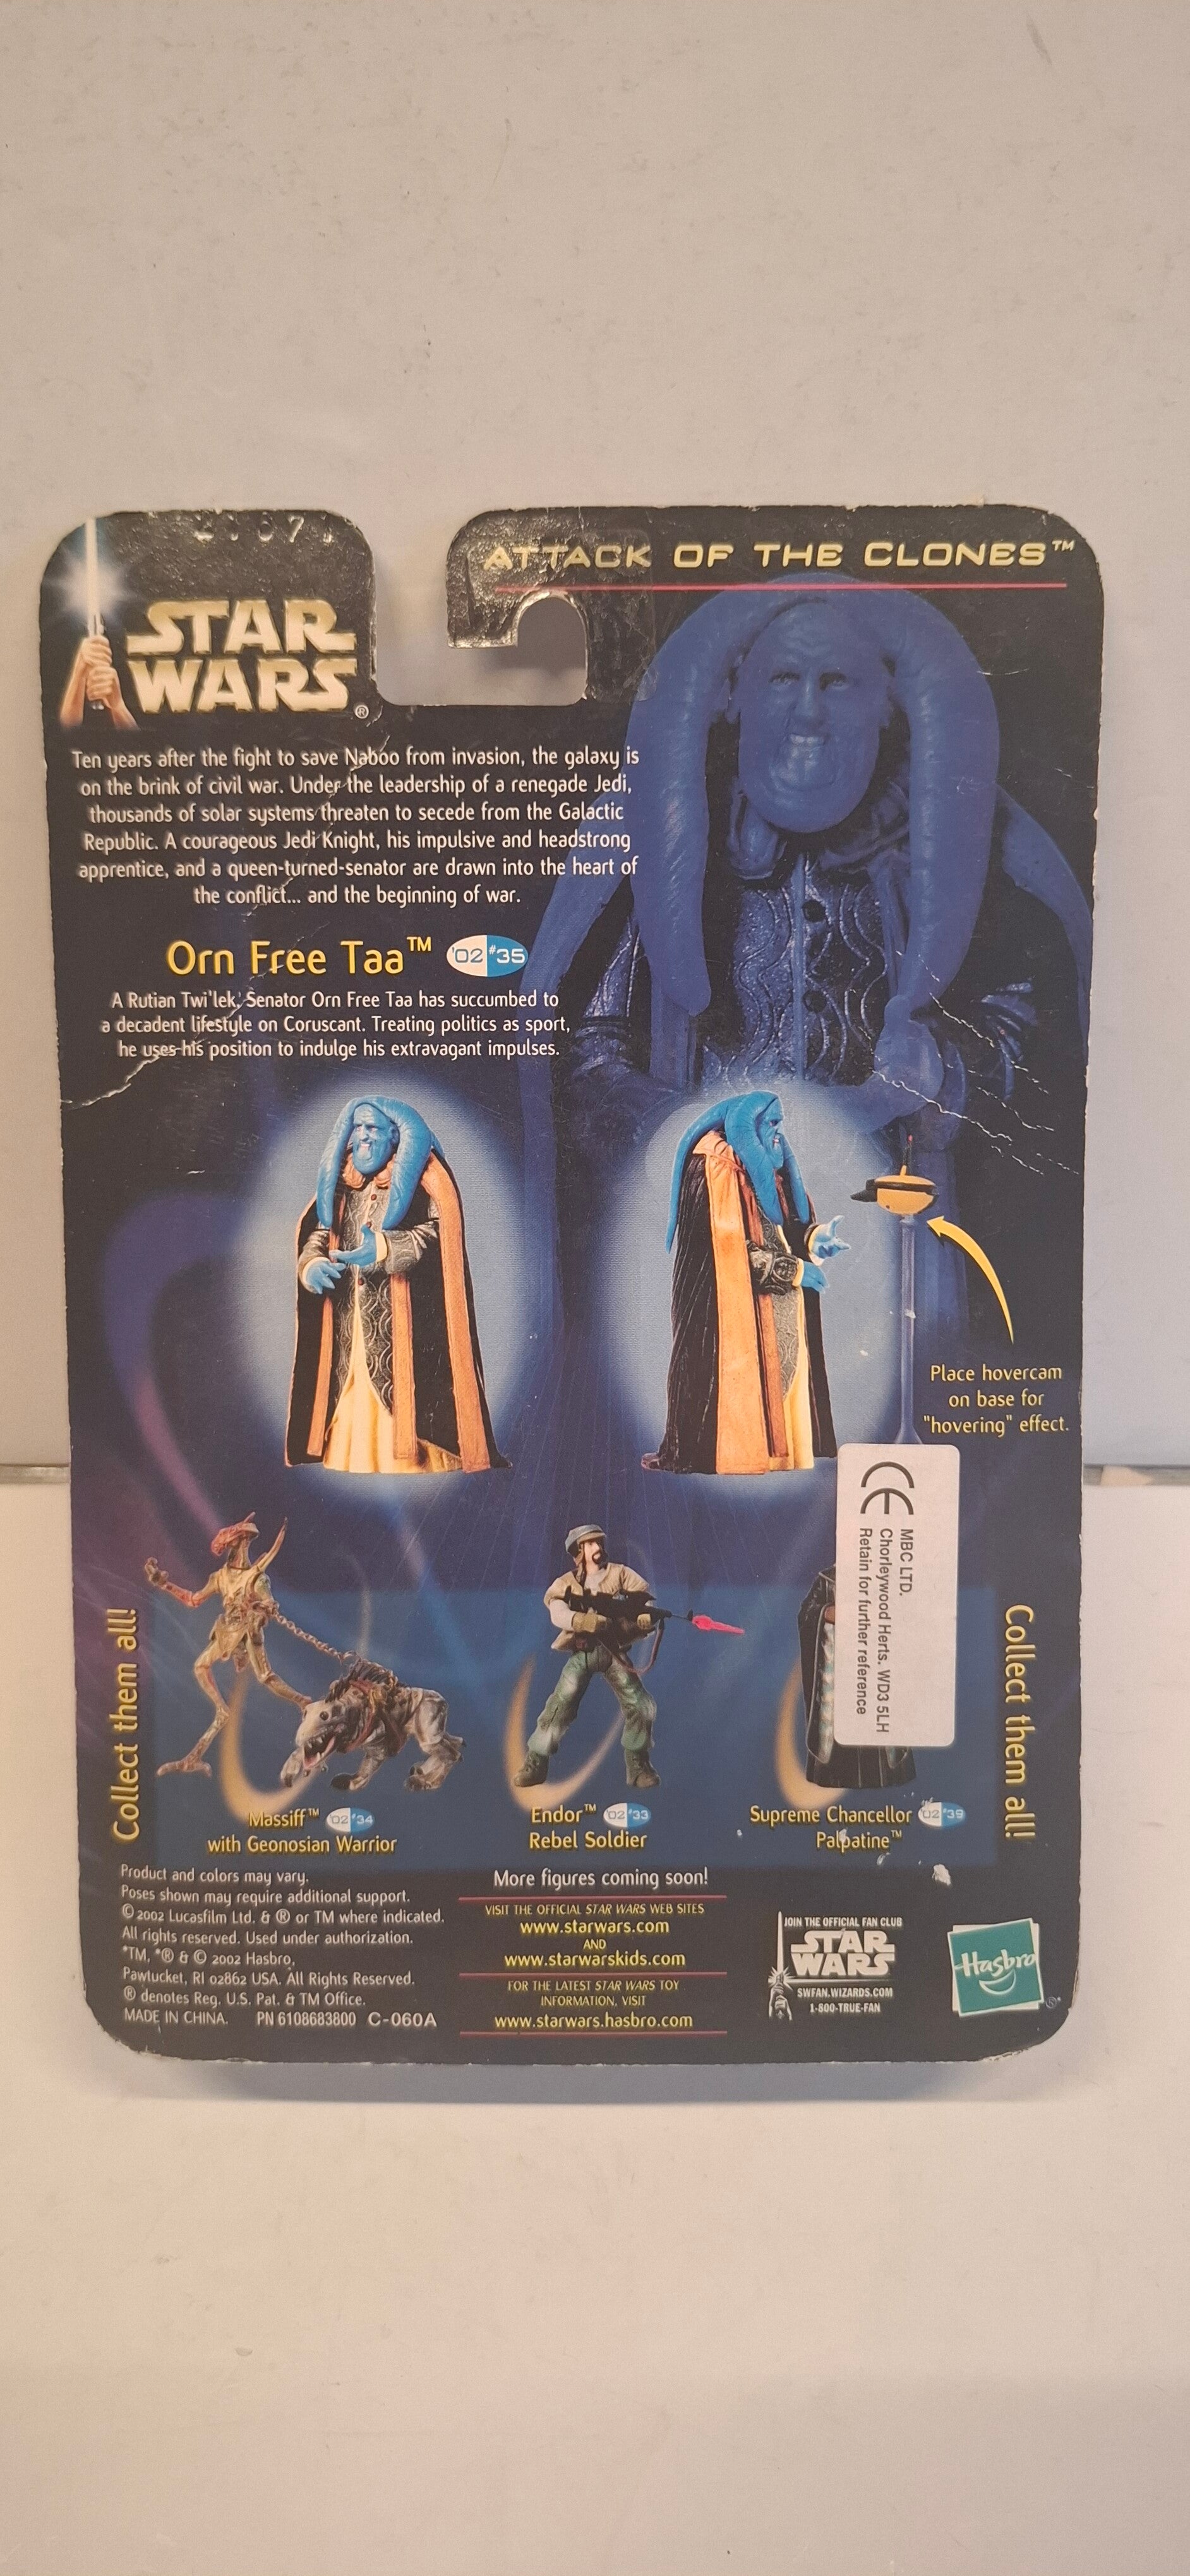 STAR
WARS®
ATTACK OF THE CLONES™
Ten years after the fight to save Naboo from invasion, the galaxy is
on the brink of civil war. Under the leadership of a renegade Jedi,
thousands of solar systems threaten to secede from the Galactic
Republic. A courageous Jedi Knight, his impulsive and headstrong
apprentice, and a queen-turned-senator are drawn into the heart of
the conflict... and the beginning of war.
Orn Free Taa™ '02 #35
A Rutian Twi'lek, Senator Orn Free Taa has succumbed to
a decadent lifestyle on Coruscant. Treating politics as sport,
he uses his position to indulge his extravagant impulses.
Place hovercam
on base for
"hovering" effect.
CE
MBC LTD.
Chorleywood Herts. WD3 5LH
Retain for further reference
Collect them all!
Collect them all!
Massiff™ '02 #34
with Geonosian Warrior
Endor™ '02 #33
Rebel Soldier
Supreme Chancellor '02 #39
Palpatine™
Product and colors may vary.
Poses shown may require additional support.
© 2002 Lucasfilm Ltd. & ® or TM where indicated.
All rights reserved. Used under authorization.
*TM, *® & © 2002 Hasbro,
Pawtucket, RI 02862 USA. All Rights Reserved.
® denotes Reg. U.S. Pat. & TM Office.
MADE IN CHINA. PN 6108683800 C-060A
More figures coming soon!
VISIT THE OFFICIAL STAR WARS WEB SITES
www.starwars.com
AND
www.starwarskids.com
FOR THE LATEST STAR WARS TOY
INFORMATION, VISIT
www.starwars.hasbro.com
JOIN THE OFFICIAL FAN CLUB
STAR
WARS
SWFAN.WIZARDS.COM
1-800-TRUE-FAN
Hasbro